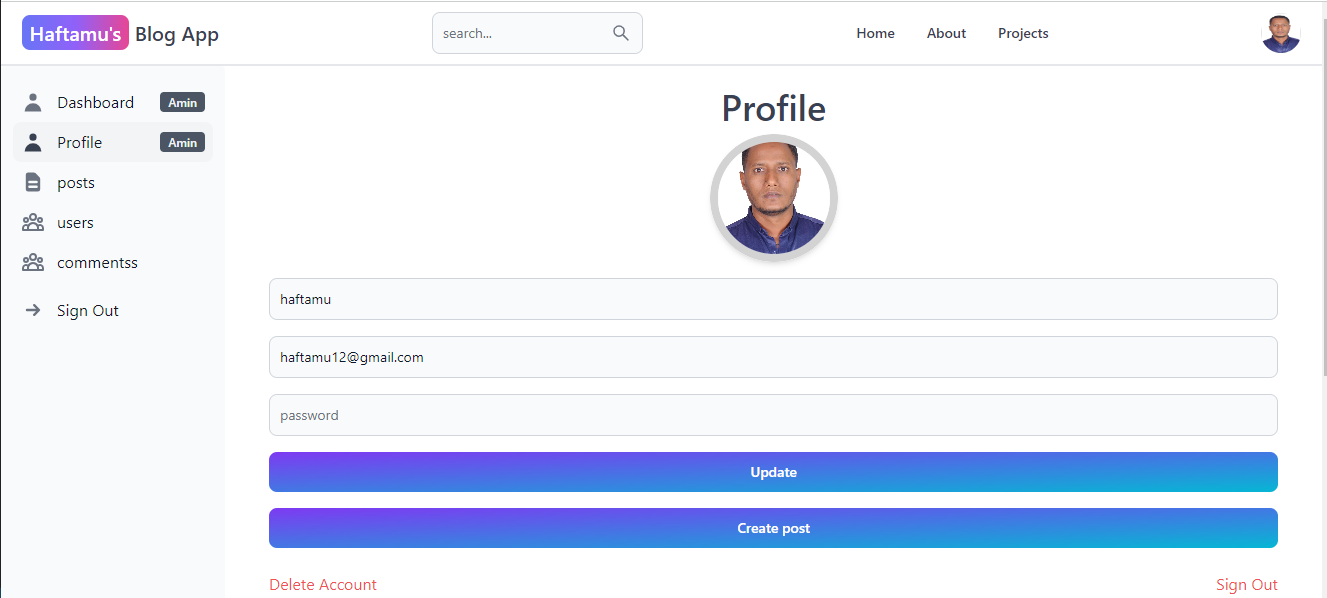 Haftamu's Blog App
search...
Home
About
Projects
Dashboard Amin
Profile Amin
posts
users
commentss
Sign Out
Profile
haftamu
haftamu12@gmail.com
password
Update
Create post
Delete Account
Sign Out